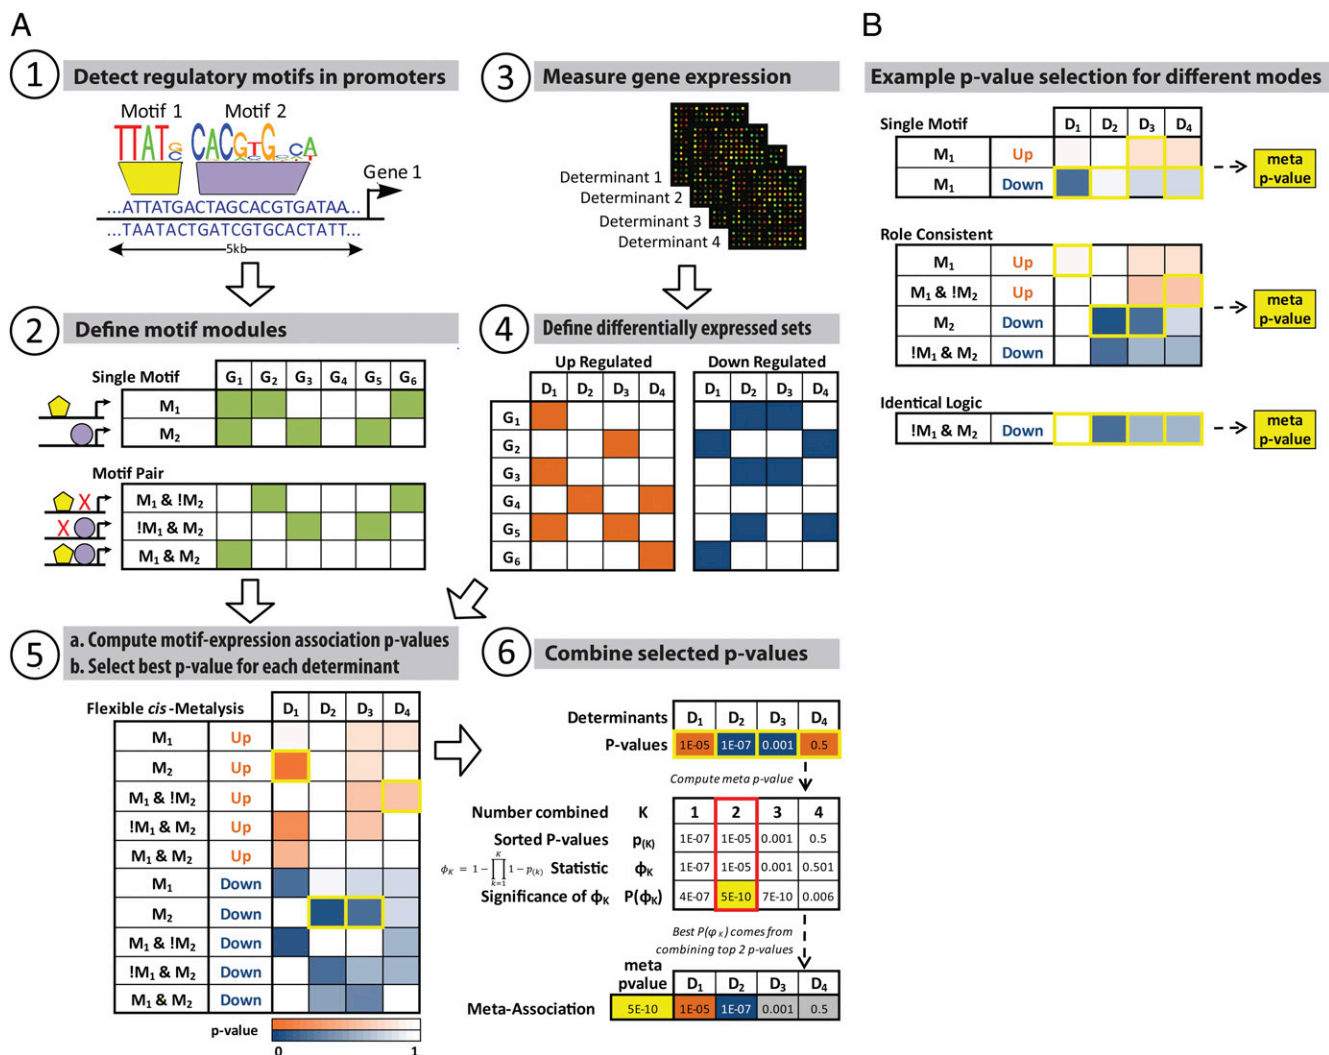 A
1 Detect regulatory motifs in promoters
Motif 1 Motif 2
TTAT CACGTG
Gene 1
...ATTATGACTAGCACGTGATAA...
...TAATACTGATCGTGCACTATT...
5kb
2 Define motif modules
Single Motif G1 G2 G3 G4 G5 G6
M1
M2
Motif Pair
X M1 & !M2
X !M1 & M2
M1 & M2
3 Measure gene expression
Determinant 1
Determinant 2
Determinant 3
Determinant 4
4 Define differentially expressed sets
Up Regulated Down Regulated
D1 D2 D3 D4 D1 D2 D3 D4
G1
G2
G3
G4
G5
G6
5 a. Compute motif-expression association p-values
b. Select best p-value for each determinant
Flexible cis-Metalysis D1 D2 D3 D4
M1 Up
M2 Up
M1 & !M2 Up
!M1 & M2 Up
M1 & M2 Up
M1 Down
M2 Down
M1 & !M2 Down
!M1 & M2 Down
M1 & M2 Down
p-value
0 1
6 Combine selected p-values
Determinants D1 D2 D3 D4
P-values 1E-05 1E-07 0.001 0.5
Compute meta p-value
Number combined K 1 2 3 4
Sorted P-values p(K) 1E-07 1E-05 0.001 0.5
ϕK = 1 − ∏ K k=1 1 − p(k) Statistic ϕK 1E-07 1E-05 0.001 0.501
Significance of ϕK P(ϕK) 4E-07 5E-10 7E-10 0.006
Best P(φK) comes from
combining top 2 p-values
meta
pvalue D1 D2 D3 D4
Meta-Association 5E-10 1E-05 1E-07 0.001 0.5
B
Example p-value selection for different modes
Single Motif D1 D2 D3 D4
M1 Up
M1 Down
meta
p-value
Role Consistent
M1 Up
M1 & !M2 Up
M2 Down
!M1 & M2 Down
meta
p-value
Identical Logic
!M1 & M2 Down
meta
p-value